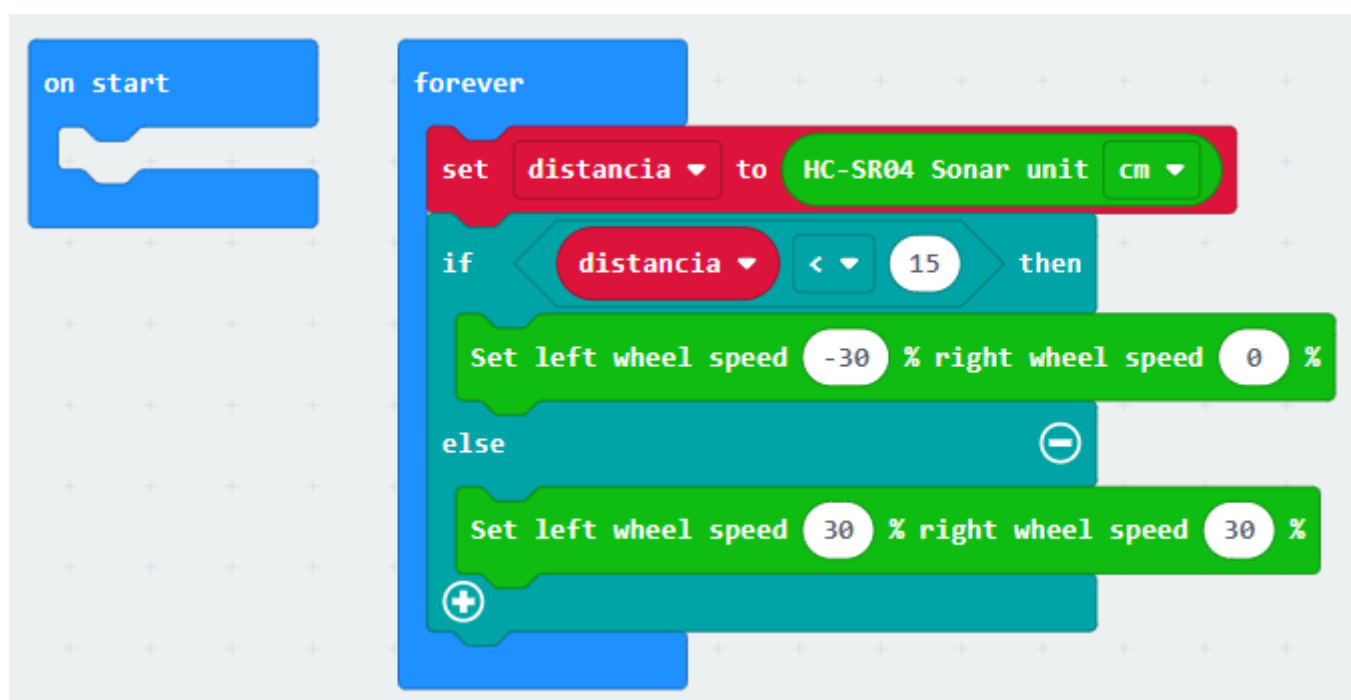 on start
forever
set distancia to HC-SR04 Sonar unit cm
if distancia < 15 then
Set left wheel speed -30 % right wheel speed 0 %
else
Set left wheel speed 30 % right wheel speed 30 %